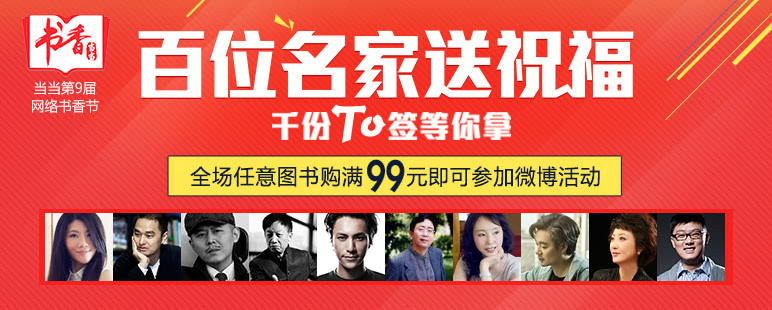 书香
当当第9届
网络书香节
百位名家送祝福
千份To签等你拿
全场任意图书购满99元即可参加微博活动